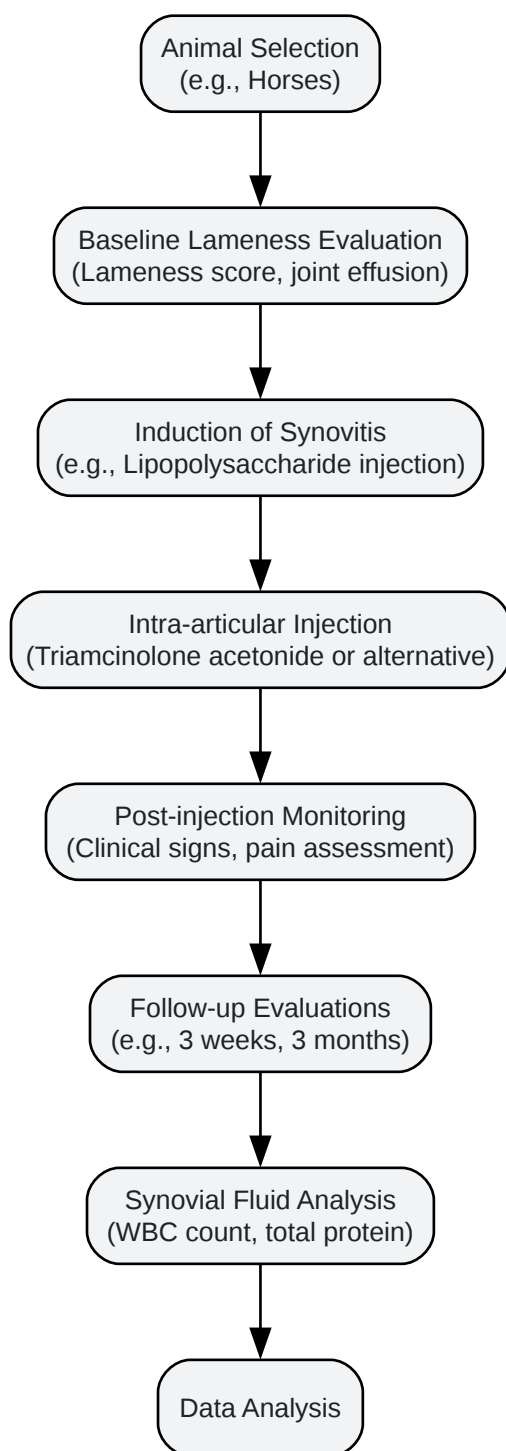 Animal Selection
(e.g., Horses)
Baseline Lameness Evaluation
(Lameness score, joint effusion)
Induction of Synovitis
(e.g., Lipopolysaccharide injection)
Intra-articular Injection
(Triamcinolone acetonide or alternative)
Post-injection Monitoring
(Clinical signs, pain assessment)
Follow-up Evaluations
(e.g., 3 weeks, 3 months)
Synovial Fluid Analysis
(WBC count, total protein)
Data Analysis